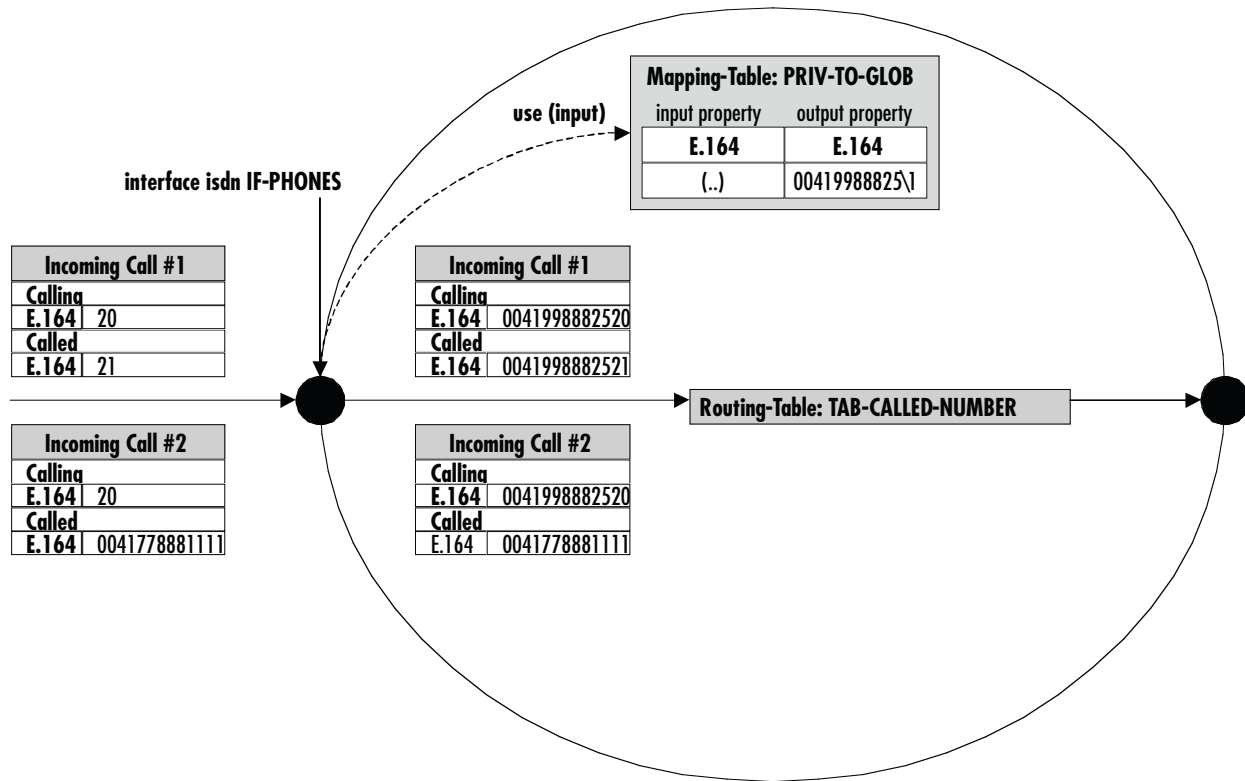 Mapping-Table: PRIV-TO-GLOB
use (input)
input property output property
E.164 E.164
(..) 00419988825\1
interface isdn IF-PHONES
Incoming Call #1
Calling
E.164 20
Called
E.164 21
Incoming Call #1
Calling
E.164 0041998882520
Called
E.164 0041998882521
Routing-Table: TAB-CALLED-NUMBER
Incoming Call #2
Calling
E.164 20
Called
E.164 0041778881111
Incoming Call #2
Calling
E.164 0041998882520
Called
E.164 0041778881111